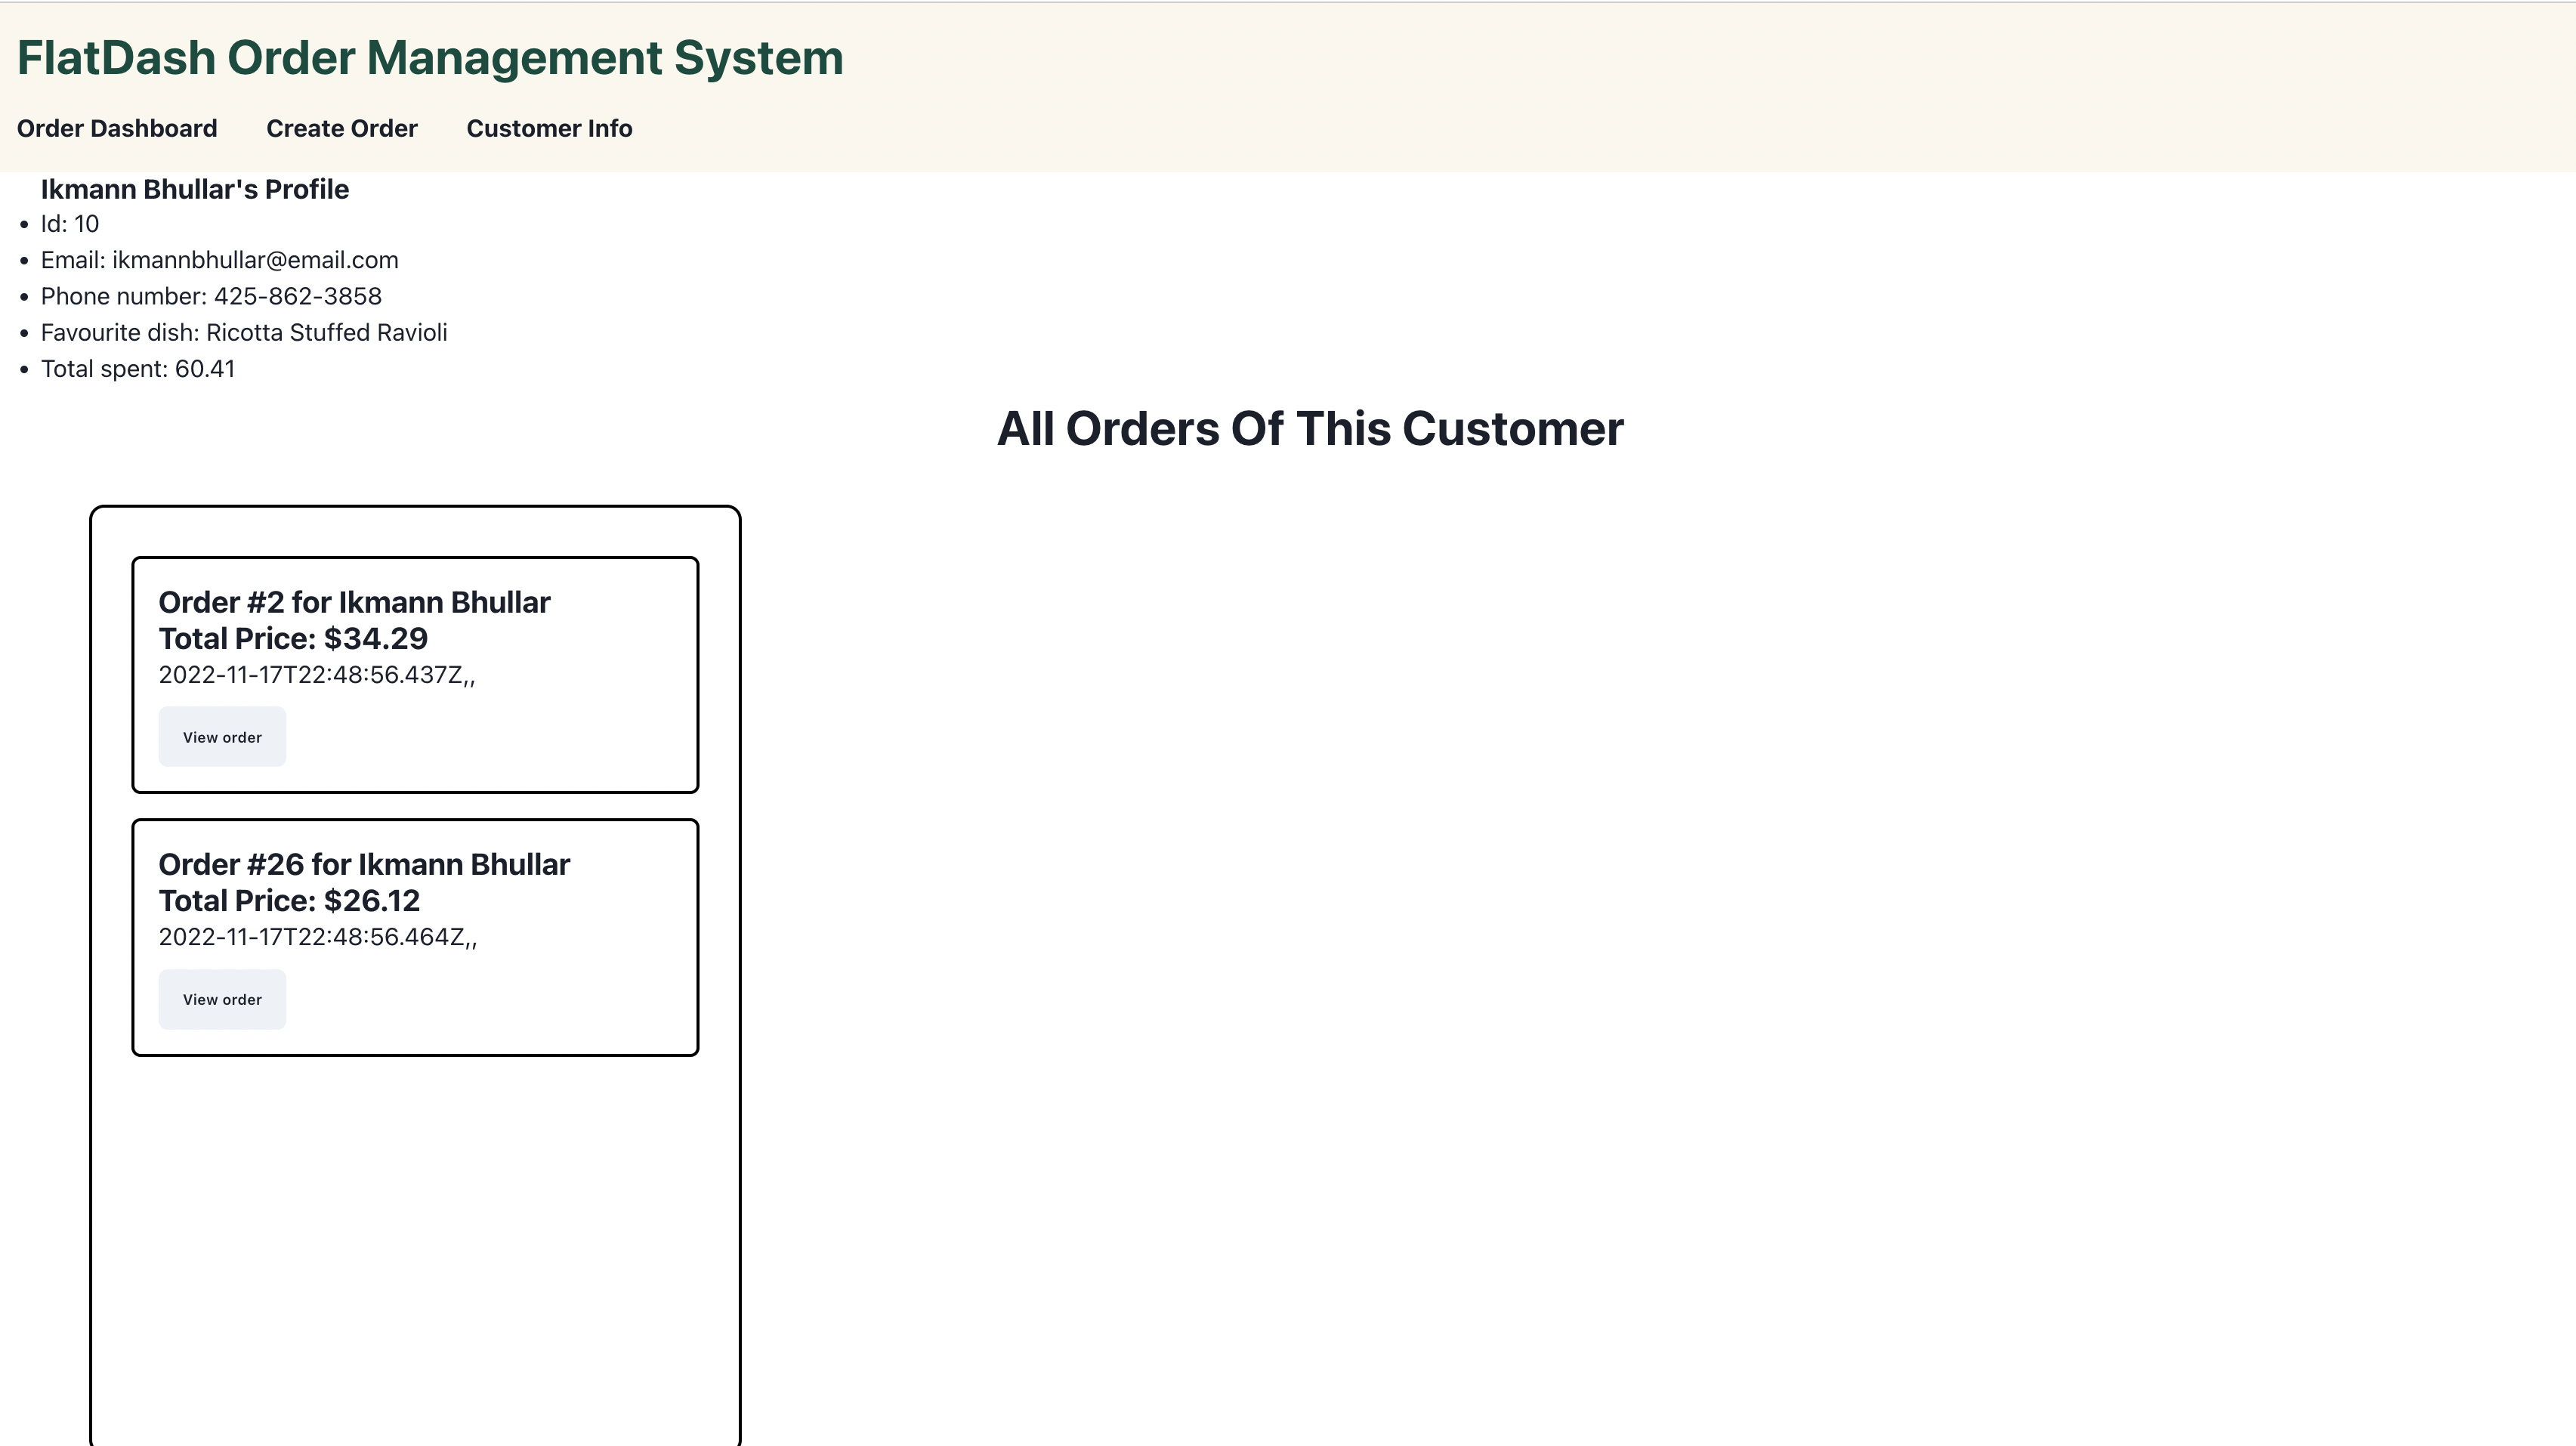 FlatDash Order Management System
Order Dashboard Create Order Customer Info
Ikmann Bhullar's Profile
• Id: 10
• Email: ikmannbhullar@email.com
• Phone number: 425-862-3858
• Favourite dish: Ricotta Stuffed Ravioli
• Total spent: 60.41
All Orders Of This Customer
Order #2 for Ikmann Bhullar
Total Price: $34.29
2022-11-17T22:48:56.437Z,,
View order
Order #26 for Ikmann Bhullar
Total Price: $26.12
2022-11-17T22:48:56.464Z,,
View order